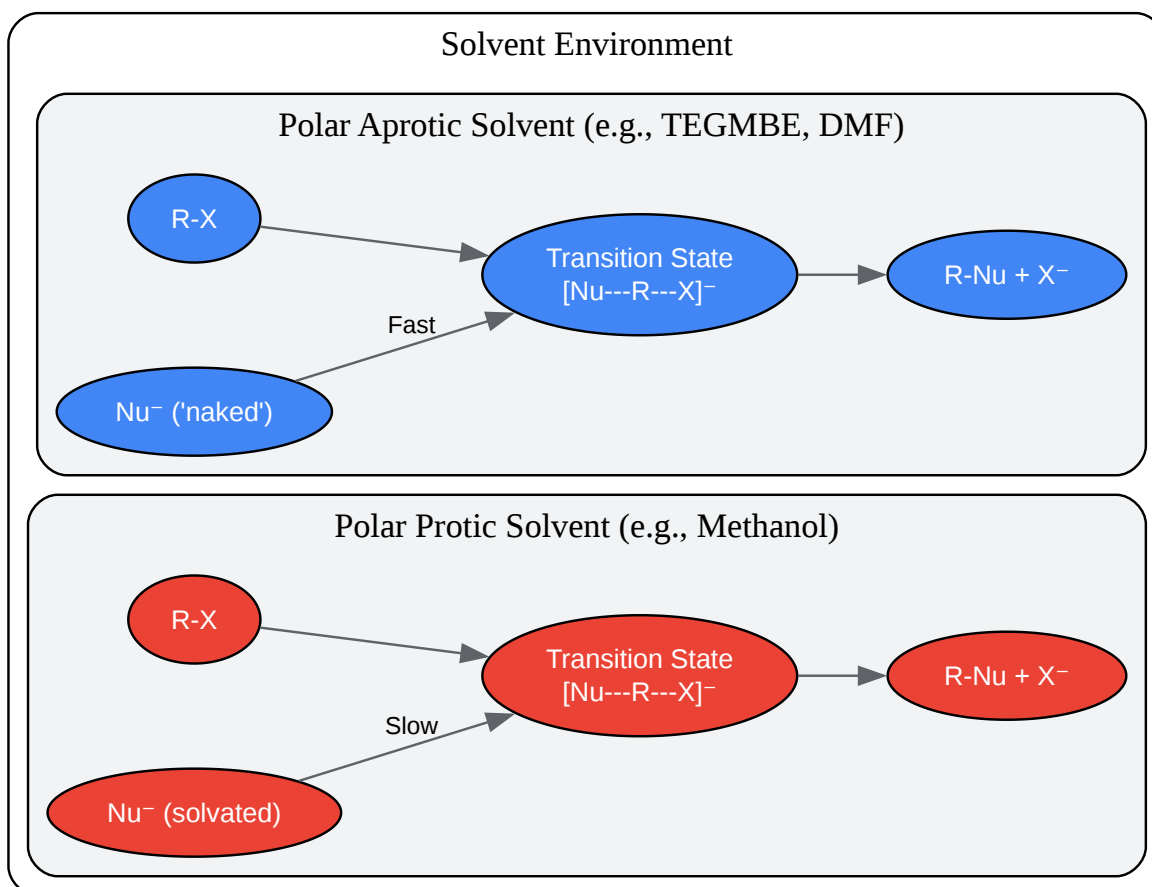 Solvent Environment
Polar Aprotic Solvent (e.g., TEGMBE, DMF)
R-X
Transition State
[Nu---R---X]⁻
R-Nu + X⁻
Fast
Nu⁻ ('naked')
Polar Protic Solvent (e.g., Methanol)
R-X
Transition State
[Nu---R---X]⁻
R-Nu + X⁻
Slow
Nu⁻ (solvated)